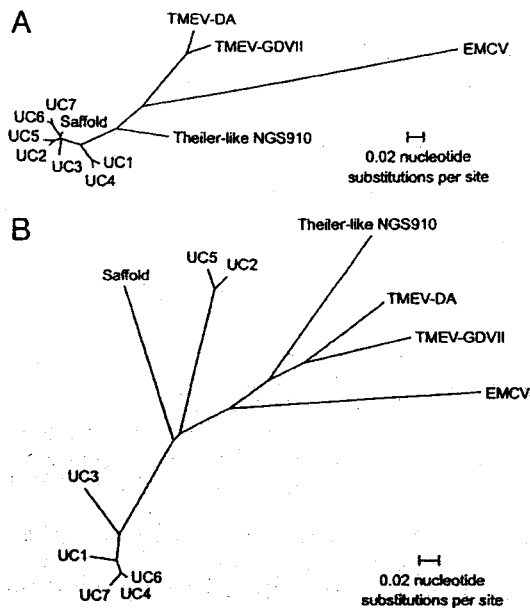 A
TMEV-DA
TMEV-GDVII
EMCV
UC7
UC6
Saffold
UC5
UC2
UC3
UC1
UC4
Theiler-like NGS910
0.02 nucleotide
substitutions per site
B
Theiler-like NGS910
UC5
UC2
Saffold
TMEV-DA
TMEV-GDVII
EMCV
UC3
UC1
UC6
UC7
UC4
0.02 nucleotide
substitutions per site